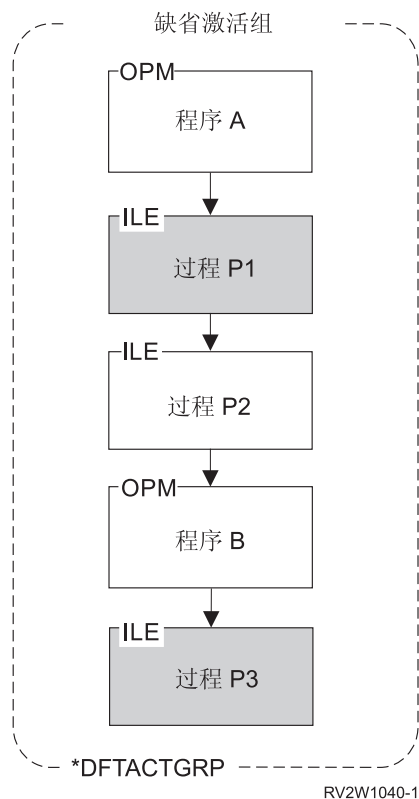 缺省激活组
OPM
程序 A
ILE
过程 P1
ILE
过程 P2
OPM
程序 B
ILE
过程 P3
*DFTACTGRP
RV2W1040-1